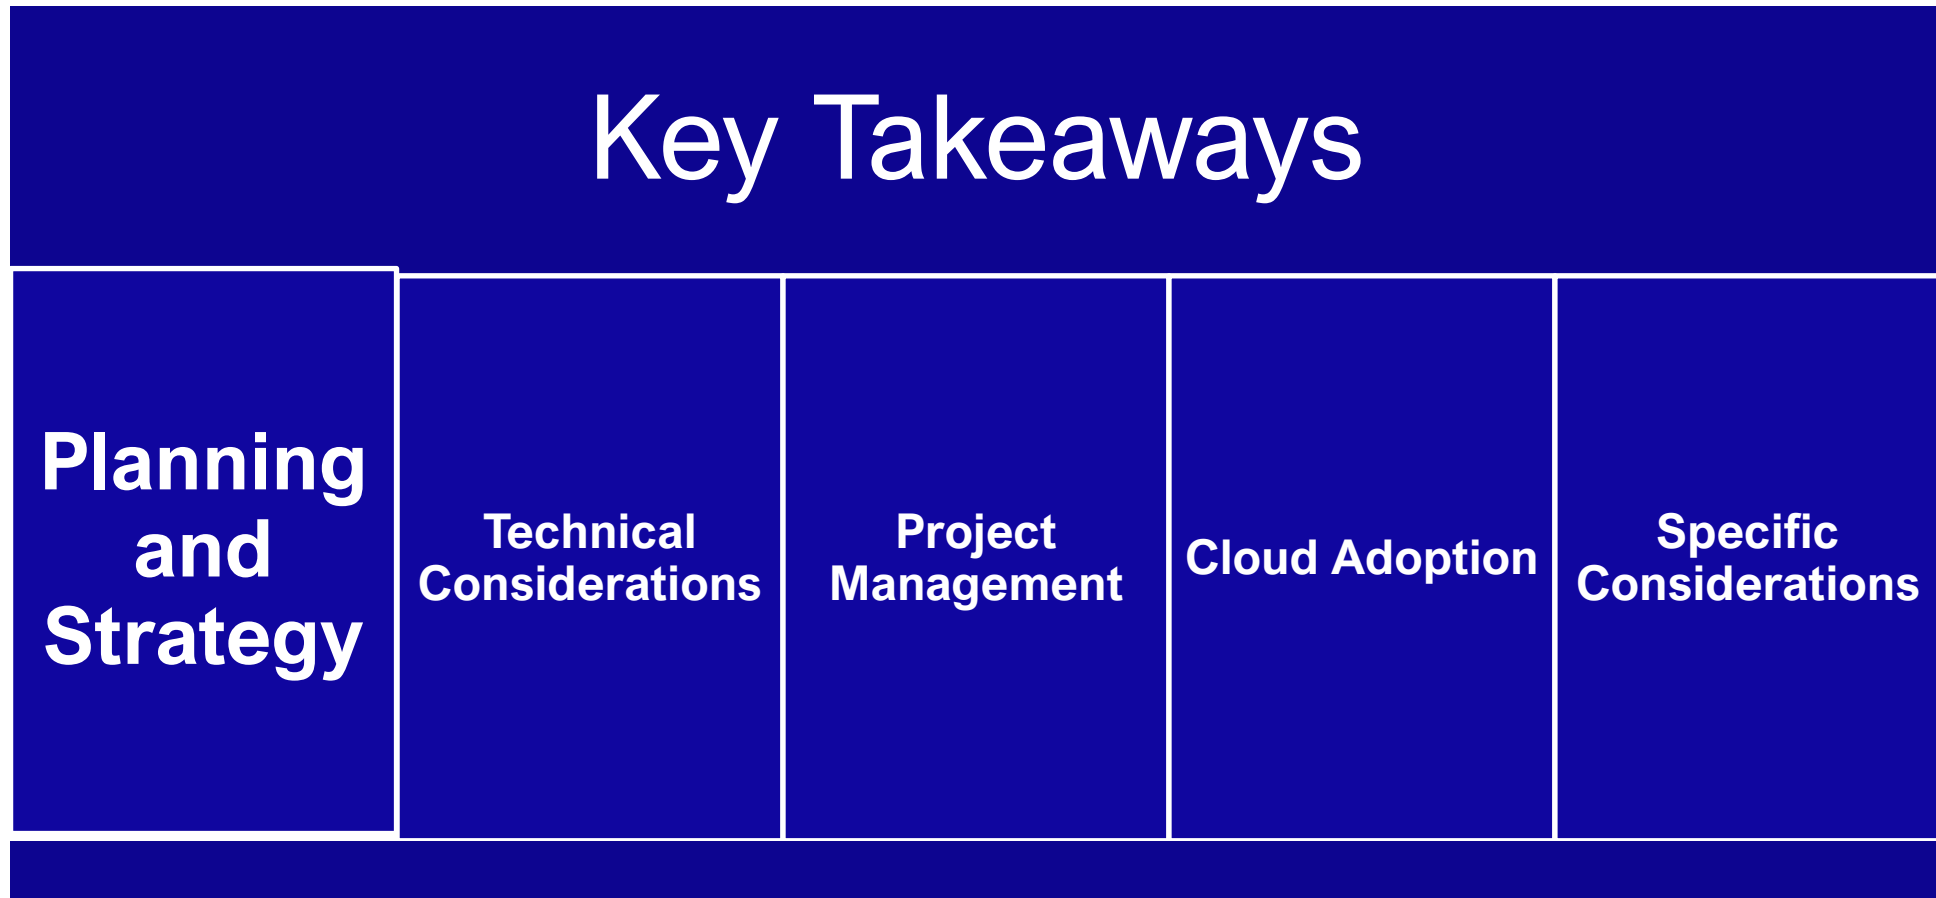 Key Takeaways
Planning
and
Strategy
Technical
Considerations
Project
Management
Cloud Adoption
Specific
Considerations